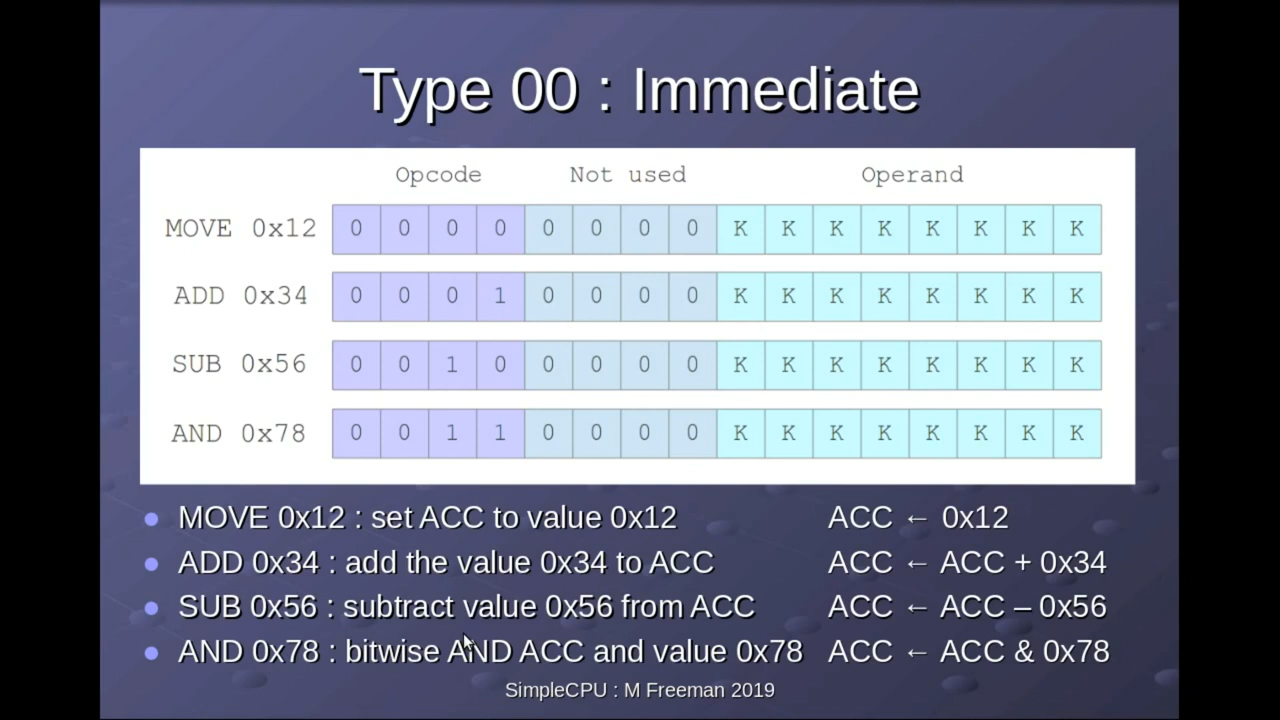 Type 00 : Immediate
Opcode Not used Operand
MOVE 0x12 0 0 0 0 0 0 0 0 K K K K K K K K
ADD 0x34 0 0 0 1 0 0 0 0 K K K K K K K K
SUB 0x56 0 0 1 0 0 0 0 0 K K K K K K K K
AND 0x78 0 0 1 1 0 0 0 0 K K K K K K K K
MOVE 0x12 : set ACC to value 0x12 ACC ← 0x12
ADD 0x34 : add the value 0x34 to ACC ACC ← ACC + 0x34
SUB 0x56 : subtract value 0x56 from ACC ACC ← ACC – 0x56
AND 0x78 : bitwise AND ACC and value 0x78 ACC ← ACC & 0x78
SimpleCPU : M Freeman 2019